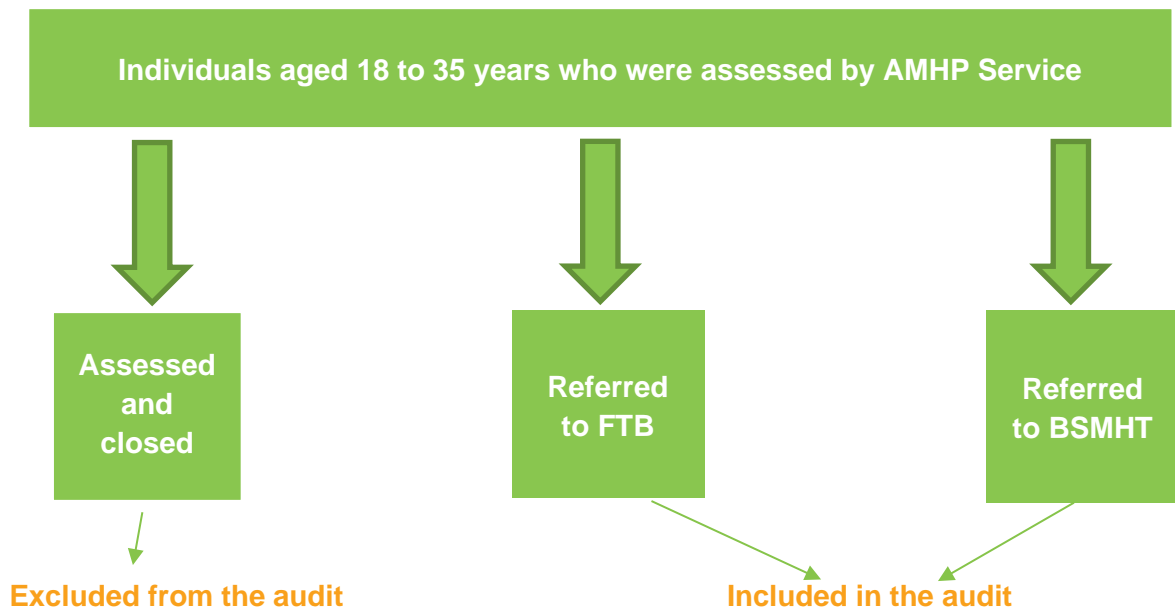 Individuals aged 18 to 35 years who were assessed by AMHP Service
Assessed
and
closed
Referred
to FTB
Referred
to BSMHT
Excluded from the audit
Included in the audit